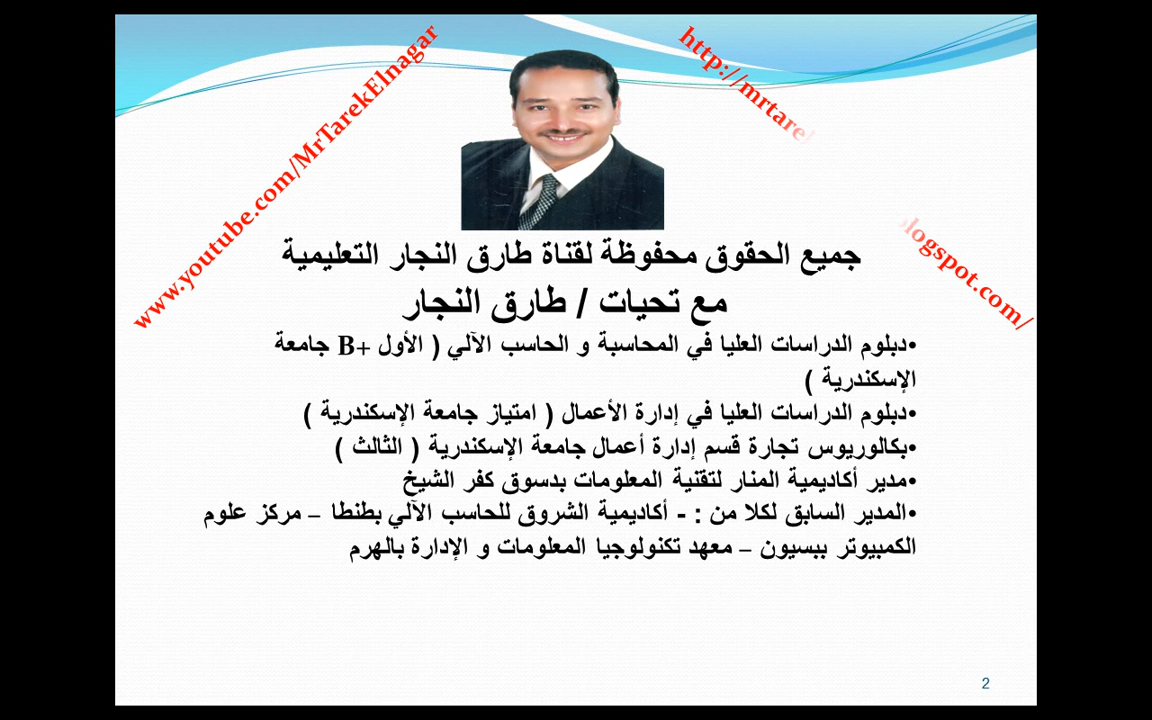 www.youtube.com/MrTarekElnagar
http://mrtarel
logspot.com/
جميع الحقوق محفوظة لقناة طارق النجار التعليمية
مع تحيات / طارق النجار
•دبلوم الدراسات العليا في المحاسبة و الحاسب الآلي ( الأول +B جامعة
الإسكندرية )
•دبلوم الدراسات العليا في إدارة الأعمال ( امتياز جامعة الإسكندرية )
•بكالوريوس تجارة قسم إدارة أعمال جامعة الإسكندرية ( الثالث )
•مدير أكاديمية المنار لتقنية المعلومات بدسوق كفر الشيخ
•المدير السابق لكلا من : - أكاديمية الشروق للحاسب الآلي بطنطا – مركز علوم
الكمبيوتر ببسيون – معهد تكنولوجيا المعلومات و الإدارة بالهرم
2